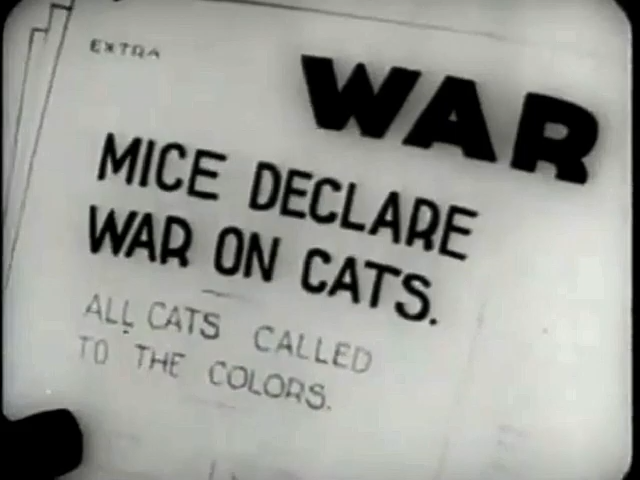 EXTRA
WAR
MICE DECLARE
WAR ON CATS.
ALL CATS CALLED
TO THE COLORS.